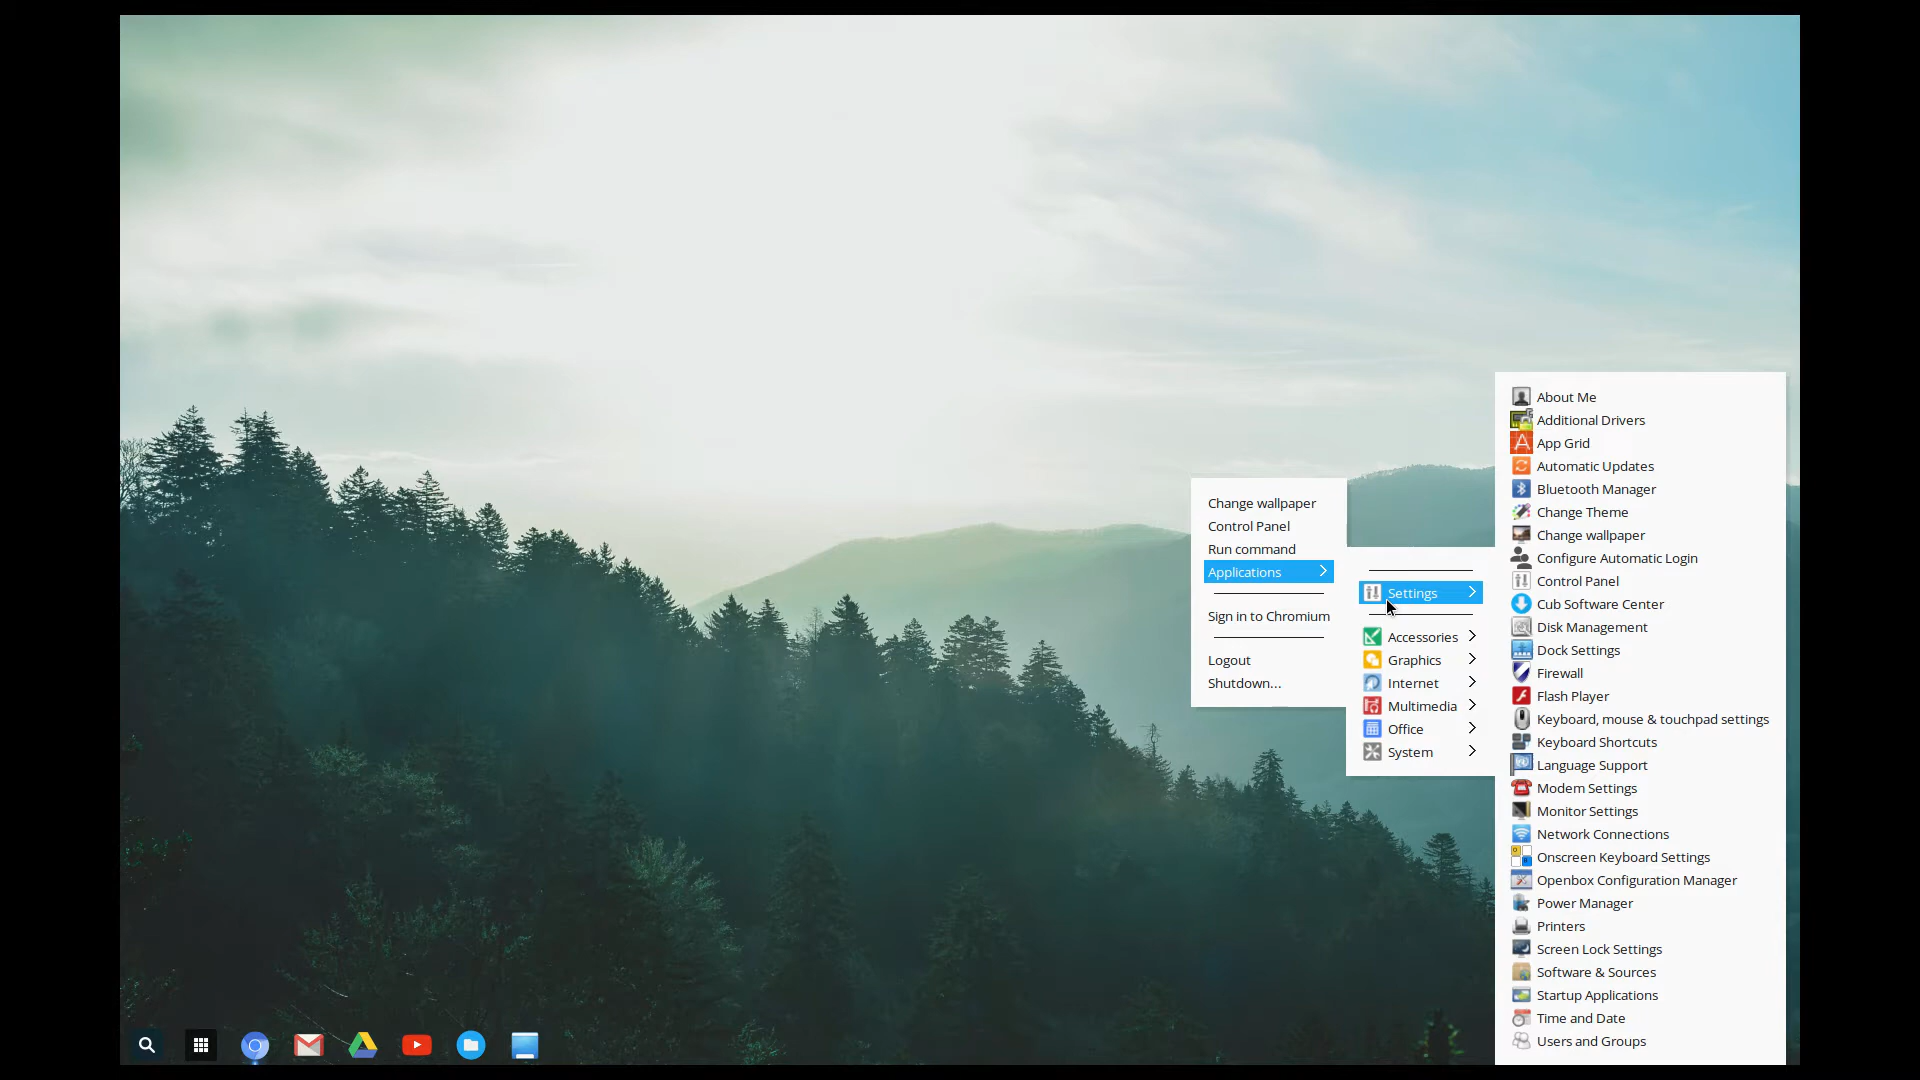 Change wallpaper
Control Panel
Run command
Applications
Sign in to Chromium
Logout
Shutdown...
Settings
Accessories
Graphics
Internet
Multimedia
Office
System
About Me
Additional Drivers
App Grid
Automatic Updates
Bluetooth Manager
Change Theme
Change wallpaper
Configure Automatic Login
Control Panel
Cub Software Center
Disk Management
Dock Settings
Firewall
Flash Player
Keyboard, mouse & touchpad settings
Keyboard Shortcuts
Language Support
Modem Settings
Monitor Settings
Network Connections
Onscreen Keyboard Settings
Openbox Configuration Manager
Power Manager
Printers
Screen Lock Settings
Software & Sources
Startup Applications
Time and Date
Users and Groups